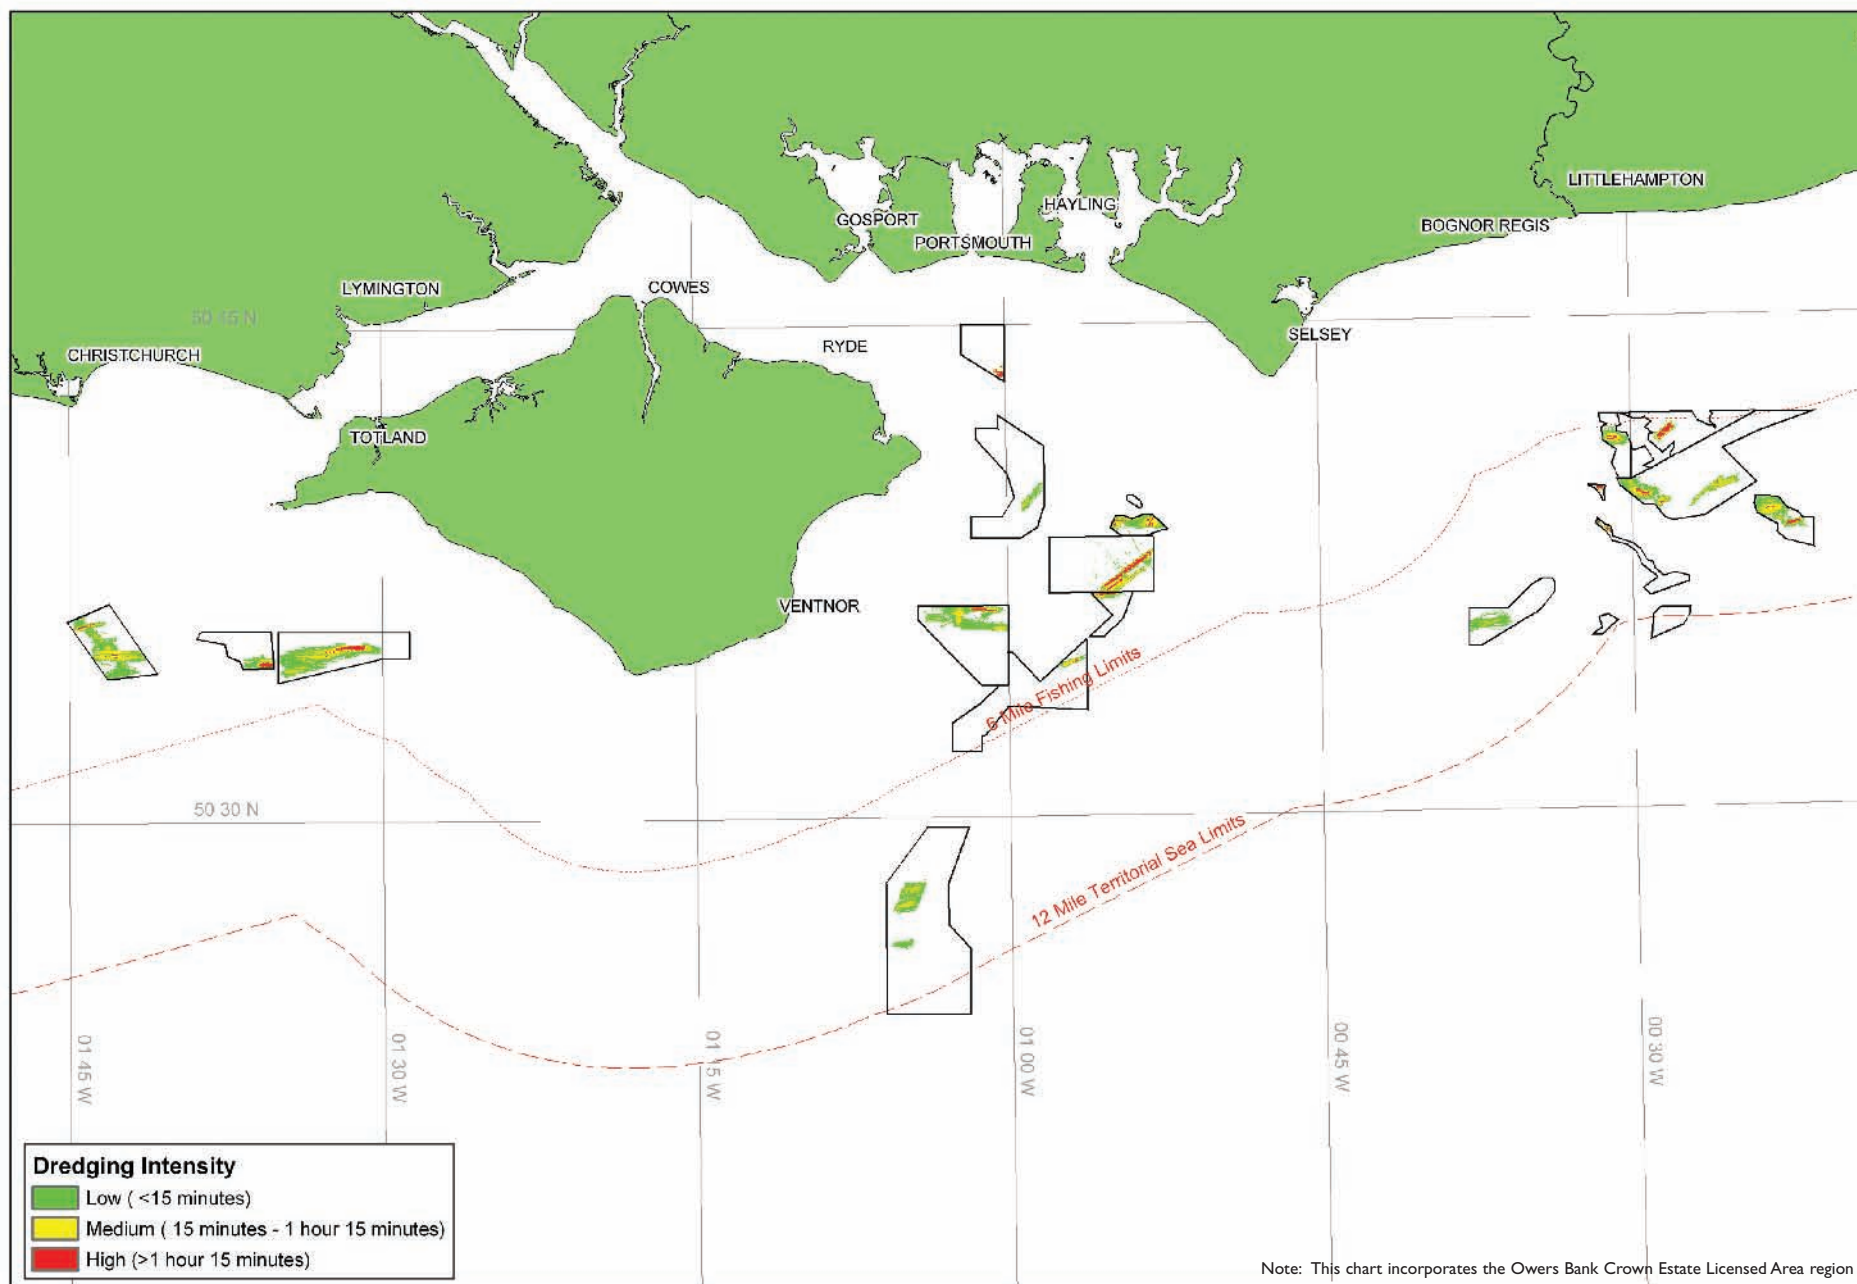 LITTLEHAMPTON
HAYLING
GOSPORT
BOGNOR REGIS
PORTSMOUTH
LYMINGTON
COWES
50 45 N
SELSEY
RYDE
CHRISTCHURCH
TOTLAND
VENTNOR
6 Mile Fishing Limits
50 30 N
12 Mile Territorial Sea Limits
01 45 W
01 30 W
01 15 W
01 00 W
00 45 W
00 30 W
Dredging Intensity
Low ( <15 minutes)
Medium ( 15 minutes - 1 hour 15 minutes)
High (>1 hour 15 minutes)
Note: This chart incorporates the Owers Bank Crown Estate Licensed Area region